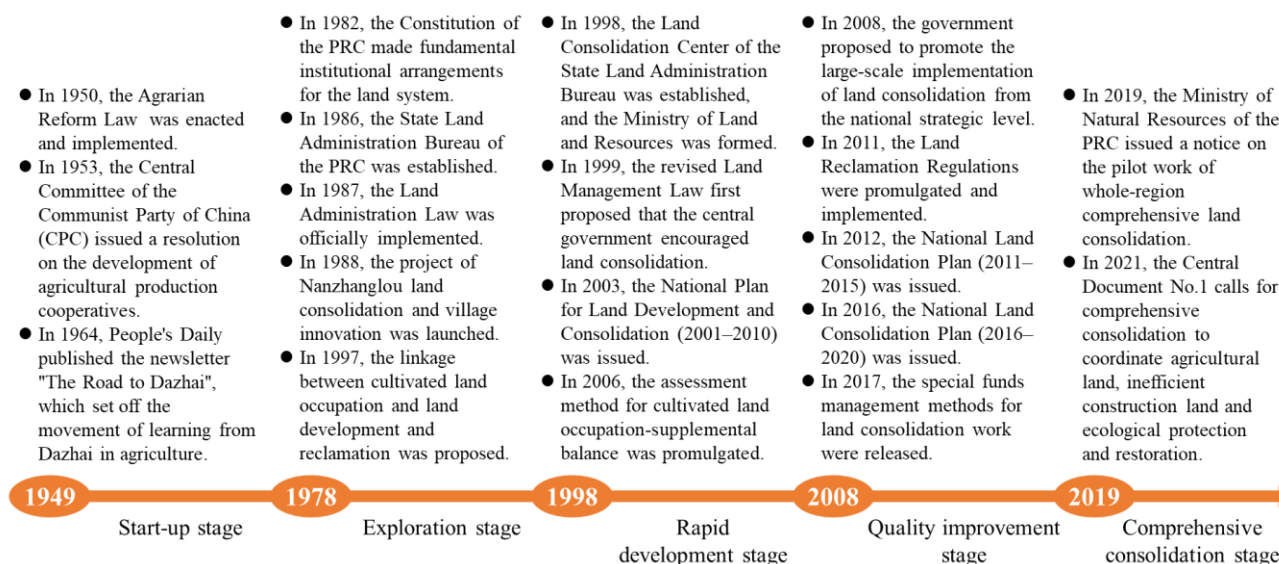 ● In 1950, the Agrarian
Reform Law was enacted
and implemented.
● In 1953, the Central
Committee of the
Communist Party of China
(CPC) issued a resolution
on the development of
agricultural production
cooperatives.
● In 1964, People's Daily
published the newsletter
"The Road to Dazhai",
which set off the
movement of learning from
Dazhai in agriculture.
● In 1982, the Constitution of
the PRC made fundamental
institutional arrangements
for the land system.
● In 1986, the State Land
Administration Bureau of
the PRC was established.
● In 1987, the Land
Administration Law was
officially implemented.
● In 1988, the project of
Nanzhanglou land
consolidation and village
innovation was launched.
● In 1997, the linkage
between cultivated land
occupation and land
development and
reclamation was proposed.
● In 1998, the Land
Consolidation Center of the
State Land Administration
Bureau was established,
and the Ministry of Land
and Resources was formed.
● In 1999, the revised Land
Management Law first
proposed that the central
government encouraged
land consolidation.
● In 2003, the National Plan
for Land Development and
Consolidation (2001–2010)
was issued.
● In 2006, the assessment
method for cultivated land
occupation-supplemental
balance was promulgated.
● In 2008, the government
proposed to promote the
large-scale implementation
of land consolidation from
the national strategic level.
● In 2011, the Land
Reclamation Regulations
were promulgated and
implemented.
● In 2012, the National Land
Consolidation Plan (2011–
2015) was issued.
● In 2016, the National Land
Consolidation Plan (2016–
2020) was issued.
● In 2017, the special funds
management methods for
land consolidation work
were released.
● In 2019, the Ministry of
Natural Resources of the
PRC issued a notice on
the pilot work of
whole-region
comprehensive land
consolidation.
● In 2021, the Central
Document No.1 calls for
comprehensive
consolidation to
coordinate agricultural
land, inefficient
construction land and
ecological protection
and restoration.
1949
1978
1998
2008
2019
Start-up stage
Exploration stage
Rapid
development stage
Quality improvement
stage
Comprehensive
consolidation stage